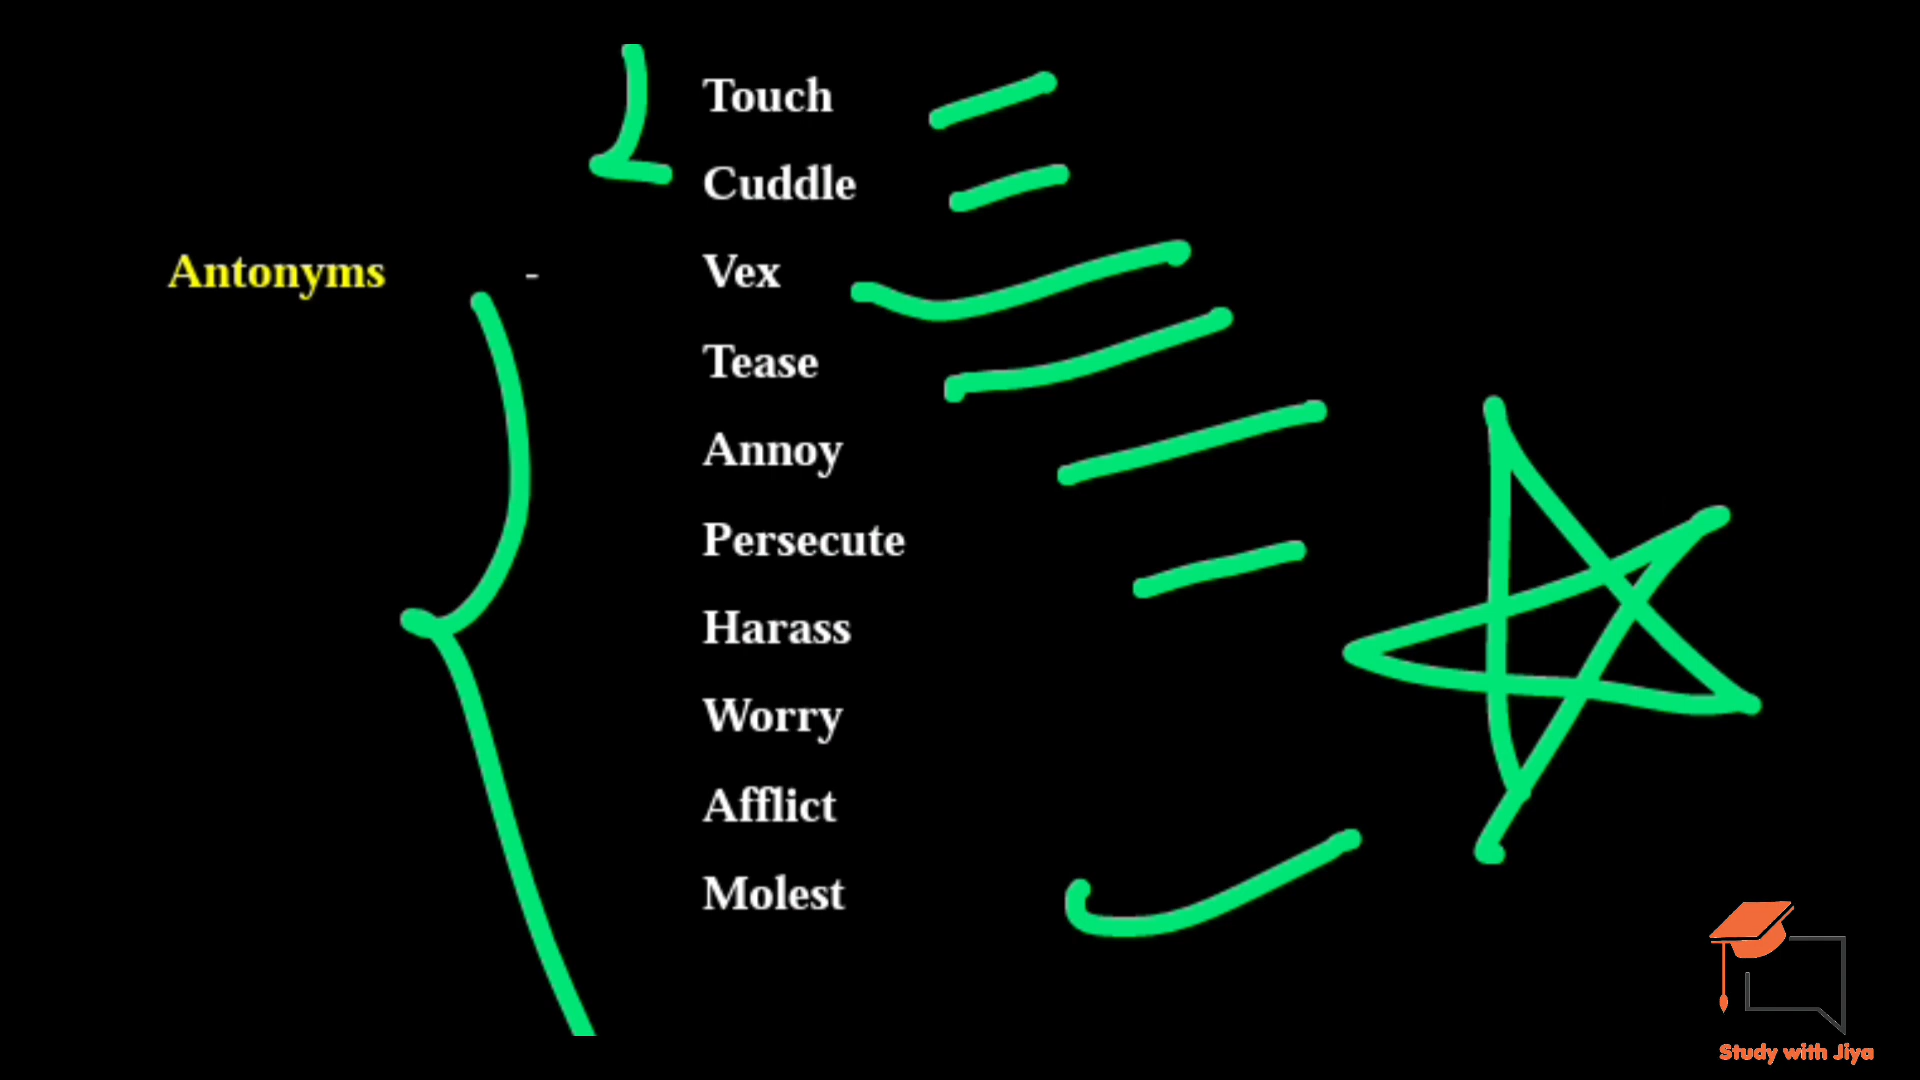 Touch
Cuddle
Antonyms - Vex
Tease
Annoy
Persecute
Harass
Worry
Afflict
Molest
Study with Jiya